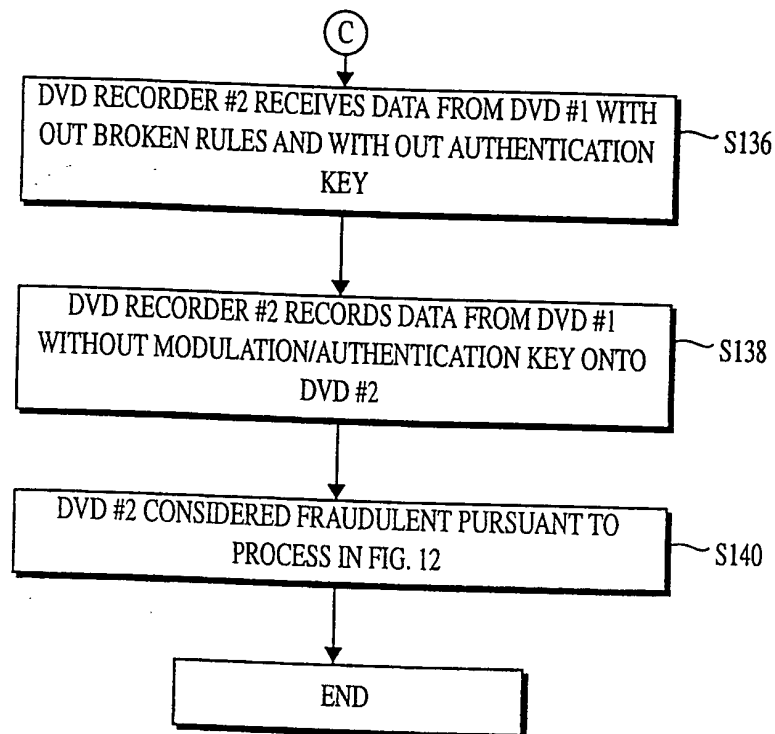 C
DVD RECORDER #2 RECEIVES DATA FROM DVD #1 WITH
OUT BROKEN RULES AND WITH OUT AUTHENTICATION
KEY
S136
DVD RECORDER #2 RECORDS DATA FROM DVD #1
WITHOUT MODULATION/AUTHENTICATION KEY ONTO
DVD #2
S138
DVD #2 CONSIDERED FRAUDULENT PURSUANT TO
PROCESS IN FIG. 12
S140
END